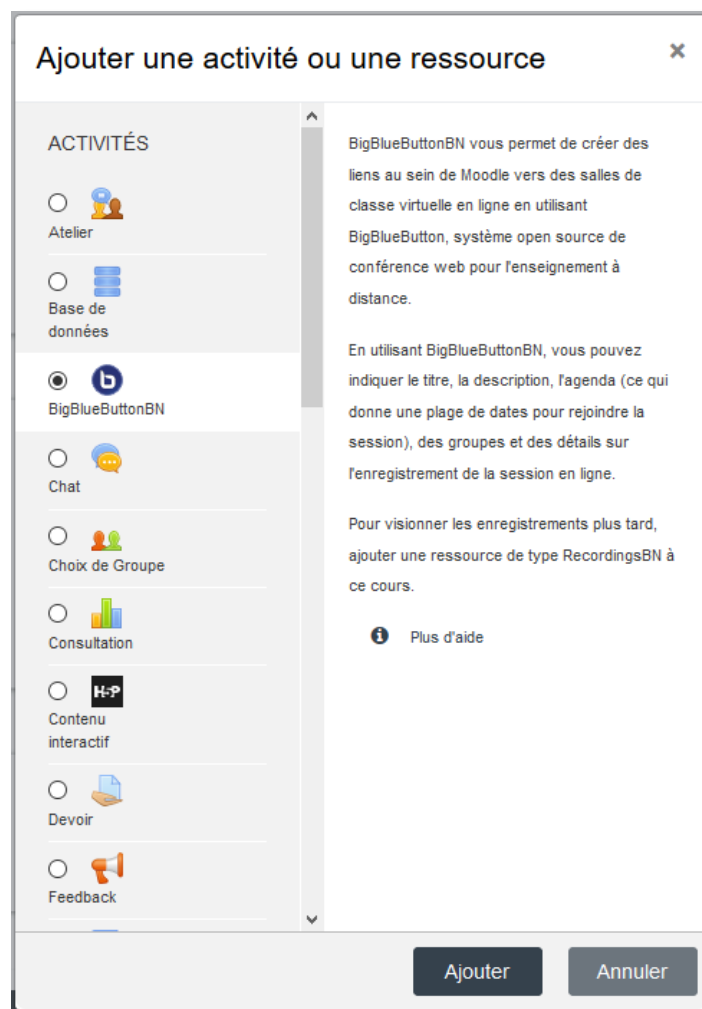 Ajouter une activité ou une ressource
×
ACTIVITÉS
Atelier
Base de
données
BigBlueButtonBN
Chat
Choix de Groupe
Consultation
H5P
Contenu
interactif
Devoir
Feedback
BigBlueButtonBN vous permet de créer des
liens au sein de Moodle vers des salles de
classe virtuelle en ligne en utilisant
BigBlueButton, système open source de
conférence web pour l'enseignement à
distance.
En utilisant BigBlueButtonBN, vous pouvez
indiquer le titre, la description, l'agenda (ce qui
donne une plage de dates pour rejoindre la
session), des groupes et des détails sur
l'enregistrement de la session en ligne.
Pour visionner les enregistrements plus tard,
ajouter une ressource de type RecordingsBN à
ce cours.
Plus d'aide
Ajouter
Annuler